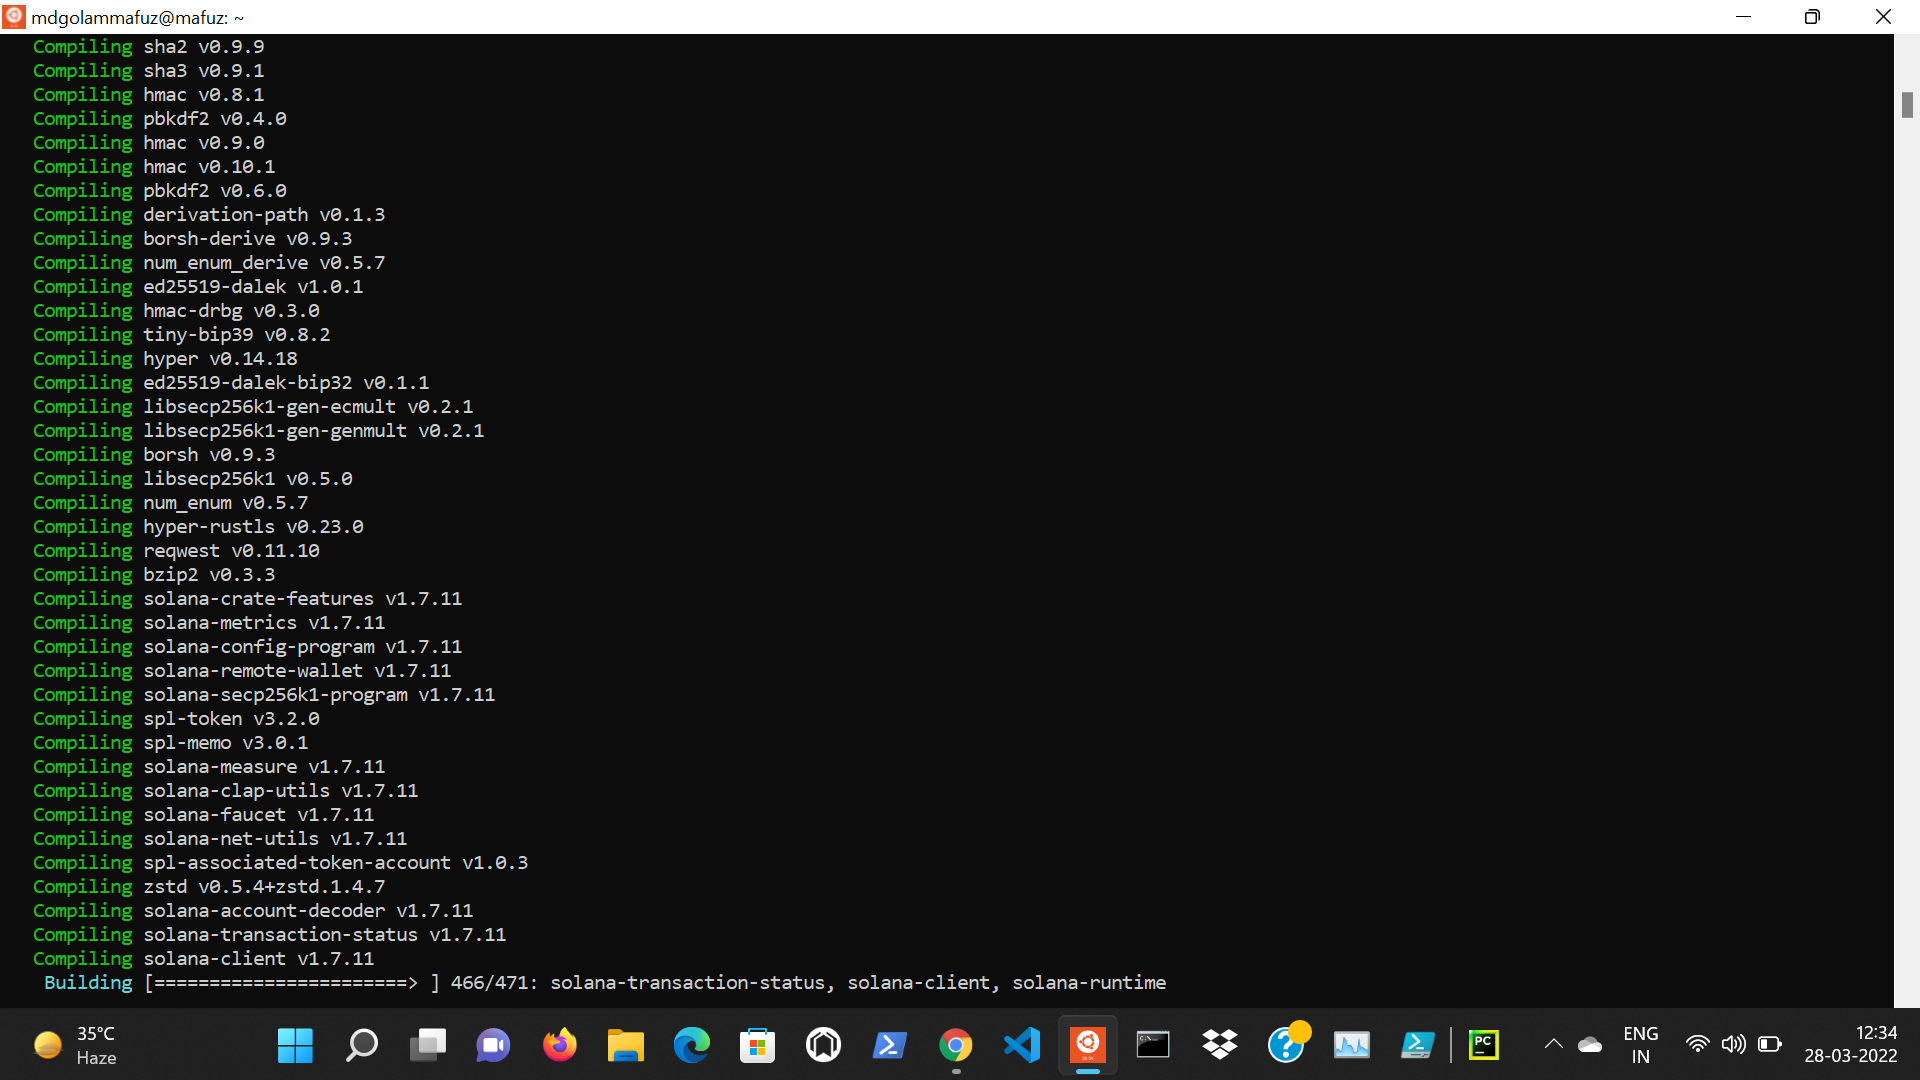 mdgolammafuz@mafuz: ~
Compiling sha2 v0.9.9
Compiling sha3 v0.9.1
Compiling hmac v0.8.1
Compiling pbkdf2 v0.4.0
Compiling hmac v0.9.0
Compiling hmac v0.10.1
Compiling pbkdf2 v0.6.0
Compiling derivation-path v0.1.3
Compiling borsh-derive v0.9.3
Compiling num_enum_derive v0.5.7
Compiling ed25519-dalek v1.0.1
Compiling hmac-drbg v0.3.0
Compiling tiny-bip39 v0.8.2
Compiling hyper v0.14.18
Compiling ed25519-dalek-bip32 v0.1.1
Compiling libsecp256k1-gen-ecmult v0.2.1
Compiling libsecp256k1-gen-genmult v0.2.1
Compiling borsh v0.9.3
Compiling libsecp256k1 v0.5.0
Compiling num_enum v0.5.7
Compiling hyper-rustls v0.23.0
Compiling reqwest v0.11.10
Compiling bzip2 v0.3.3
Compiling solana-crate-features v1.7.11
Compiling solana-metrics v1.7.11
Compiling solana-config-program v1.7.11
Compiling solana-remote-wallet v1.7.11
Compiling solana-secp256k1-program v1.7.11
Compiling spl-token v3.2.0
Compiling spl-memo v3.0.1
Compiling solana-measure v1.7.11
Compiling solana-clap-utils v1.7.11
Compiling solana-faucet v1.7.11
Compiling solana-net-utils v1.7.11
Compiling spl-associated-token-account v1.0.3
Compiling zstd v0.5.4+zstd.1.4.7
Compiling solana-account-decoder v1.7.11
Compiling solana-transaction-status v1.7.11
Compiling solana-client v1.7.11
Building [=======================> ] 466/471: solana-transaction-status, solana-client, solana-runtime
35°C
Haze
PC
ENG
IN
12:34
28-03-2022